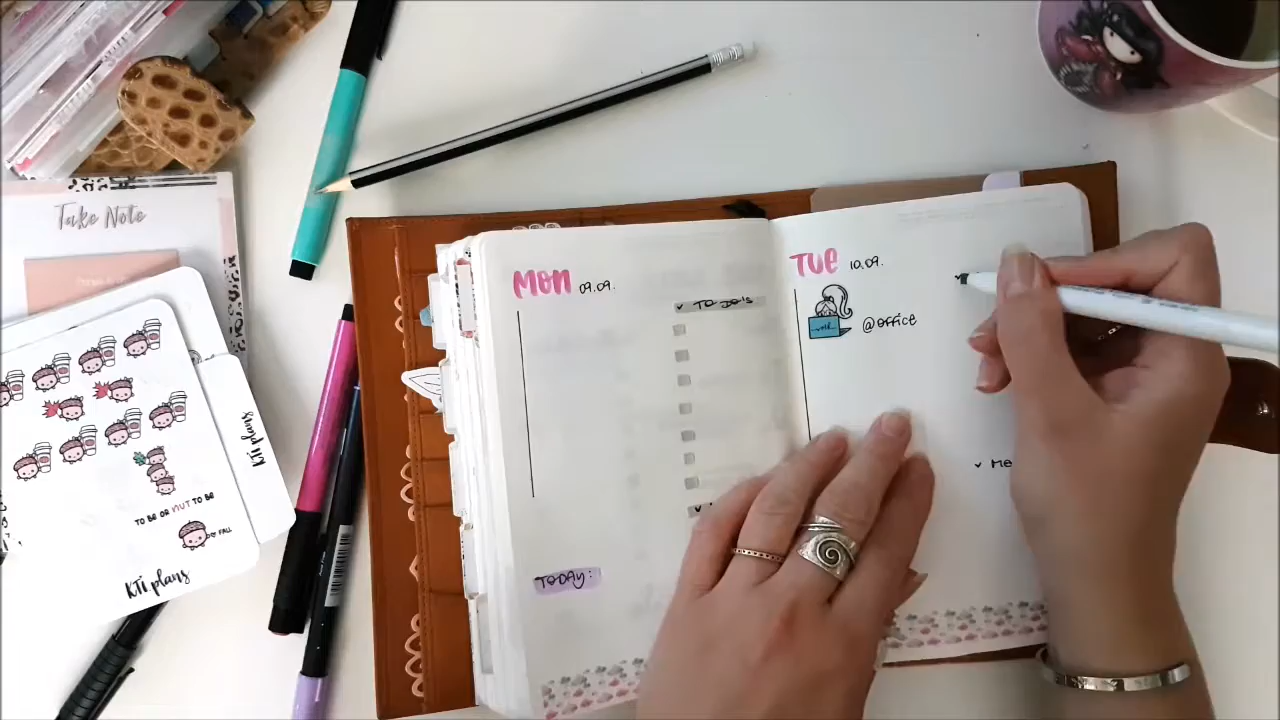 Take Note
TO BE OR NUT TO BE
KTi plans
KTi plans
MON 09.09.
✓ TO DO's
TODAY:
TUE 10.09.
@office
✓ Me